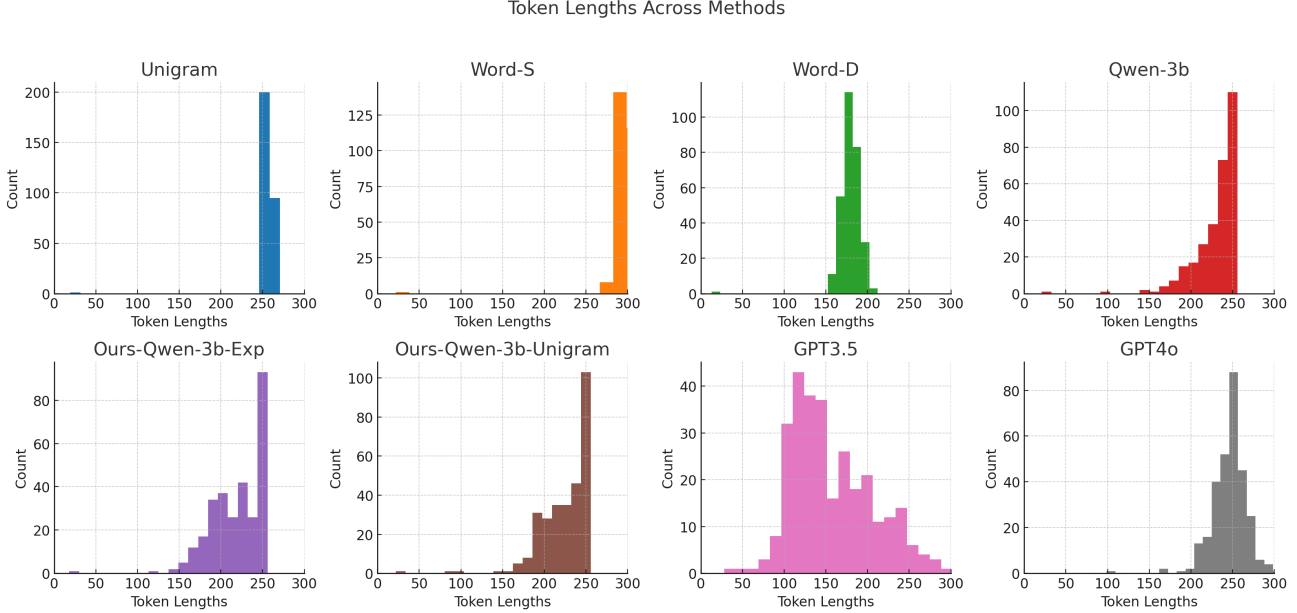 Token Lengths Across Methods
Unigram
Count
200
150
100
50
0
0 50 100 150 200 250 300
Token Lengths
Word-S
Count
125
100
75
50
25
0
0 50 100 150 200 250 300
Token Lengths
Word-D
Count
100
80
60
40
20
0
0 50 100 150 200 250 300
Token Lengths
Qwen-3b
Count
100
80
60
40
20
0
0 50 100 150 200 250 300
Token Lengths
Ours-Qwen-3b-Exp
Count
80
60
40
20
0
0 50 100 150 200 250 300
Token Lengths
Ours-Qwen-3b-Unigram
Count
100
80
60
40
20
0
0 50 100 150 200 250 300
Token Lengths
GPT3.5
Count
40
30
20
10
0
0 50 100 150 200 250 300
Token Lengths
GPT4o
Count
80
60
40
20
0
0 50 100 150 200 250 300
Token Lengths